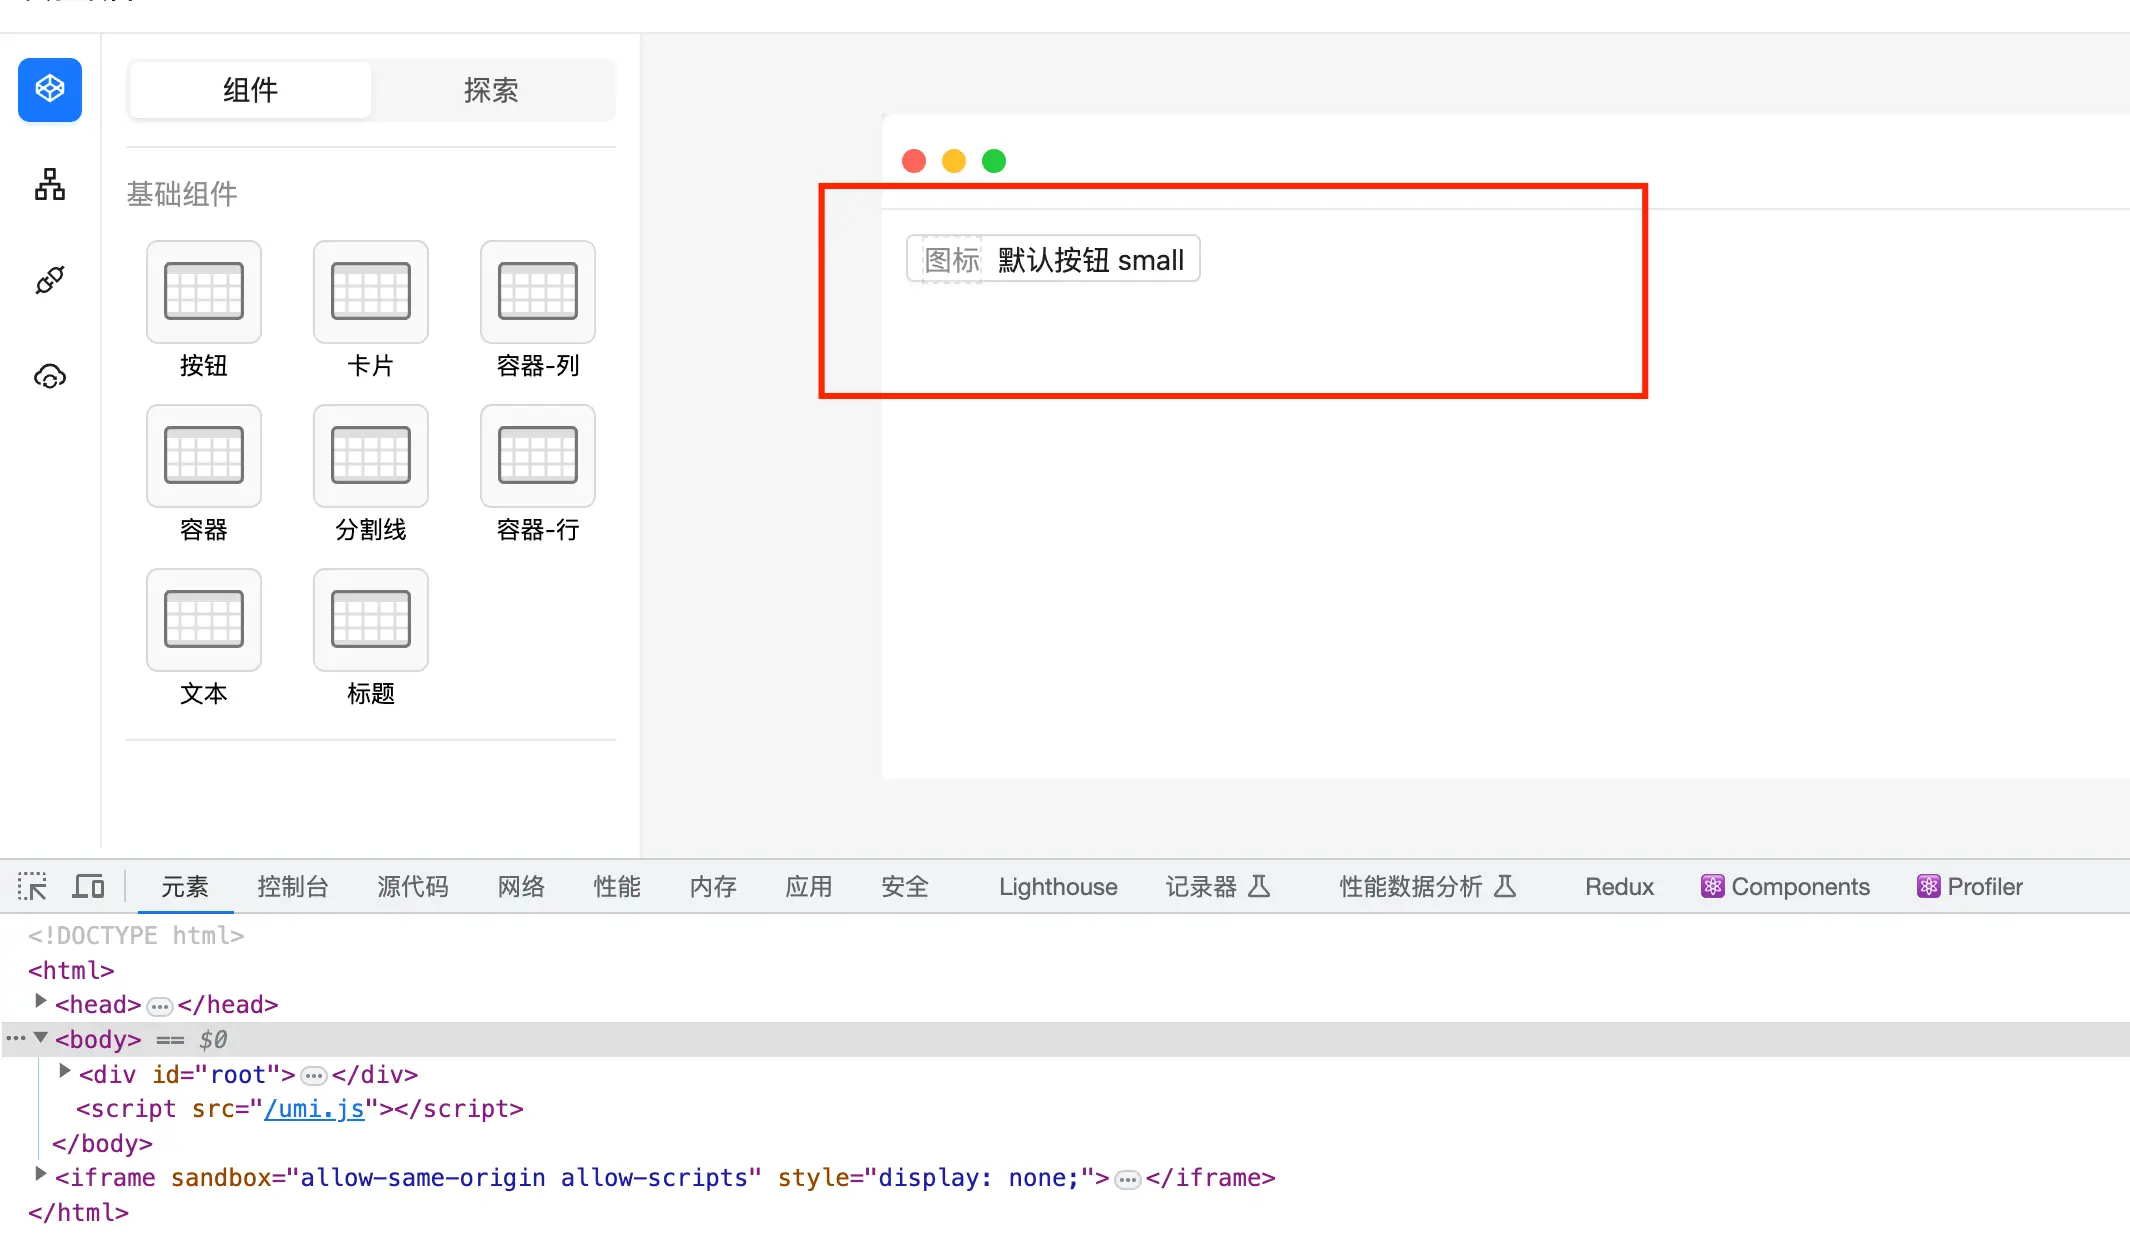 组件
探索
基础组件
按钮
卡片
容器-列
容器
分割线
容器-行
文本
标题
图标 默认按钮 small
元素 控制台 源代码 网络 性能 内存 应用 安全 Lighthouse 记录器 性能数据分析 Redux Components Profiler
<!DOCTYPE html>
<html>
<head>…</head>
<body> == $0
<div id="root">…</div>
<script src="/umi.js"></script>
</body>
<iframe sandbox="allow-same-origin allow-scripts" style="display: none;">…</iframe>
</html>